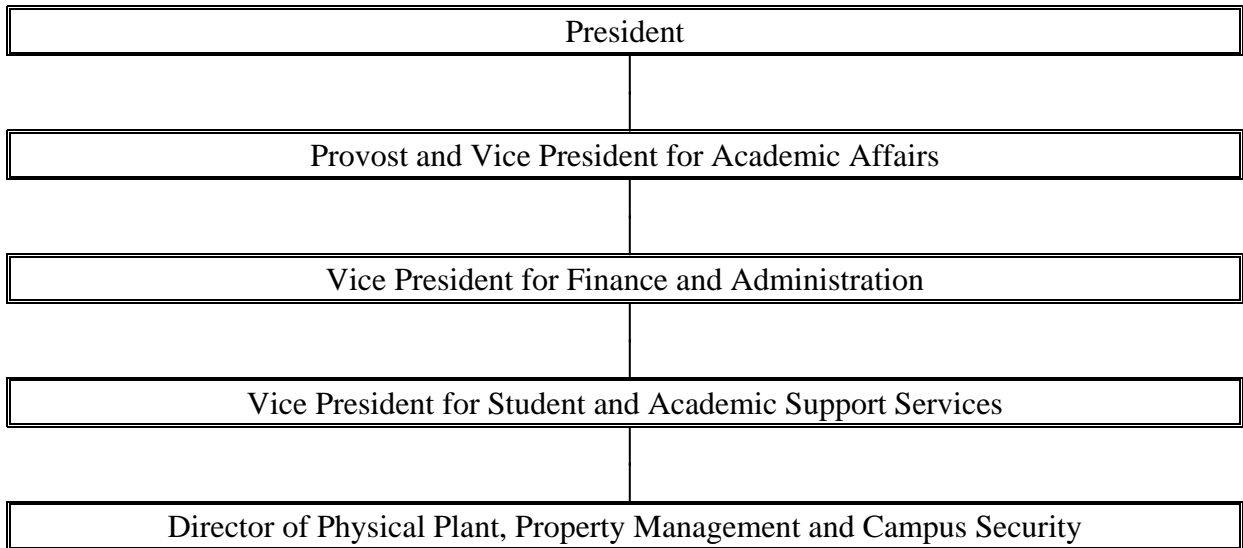 President
Provost and Vice President for Academic Affairs
Vice President for Finance and Administration
Vice President for Student and Academic Support Services
Director of Physical Plant, Property Management and Campus Security